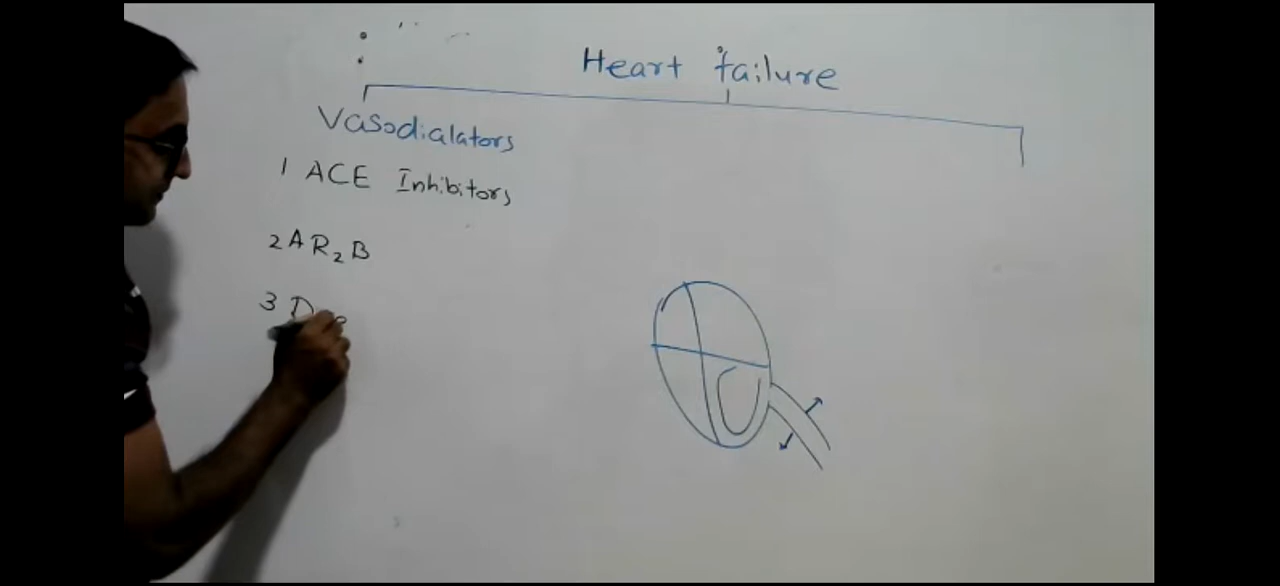 Heart failure
Vasodialators
1 ACE Inhibitors
2 AR2B
3 D